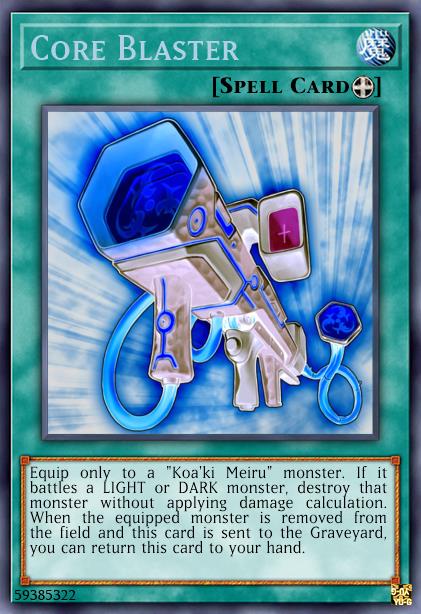 Core Blaster
[Spell Card]
Equip only to a "Koa'ki Meiru" monster. If it
battles a LIGHT or DARK monster, destroy that
monster without applying damage calculation.
When the equipped monster is removed from
the field and this card is sent to the Graveyard,
you can return this card to your hand.
59385322